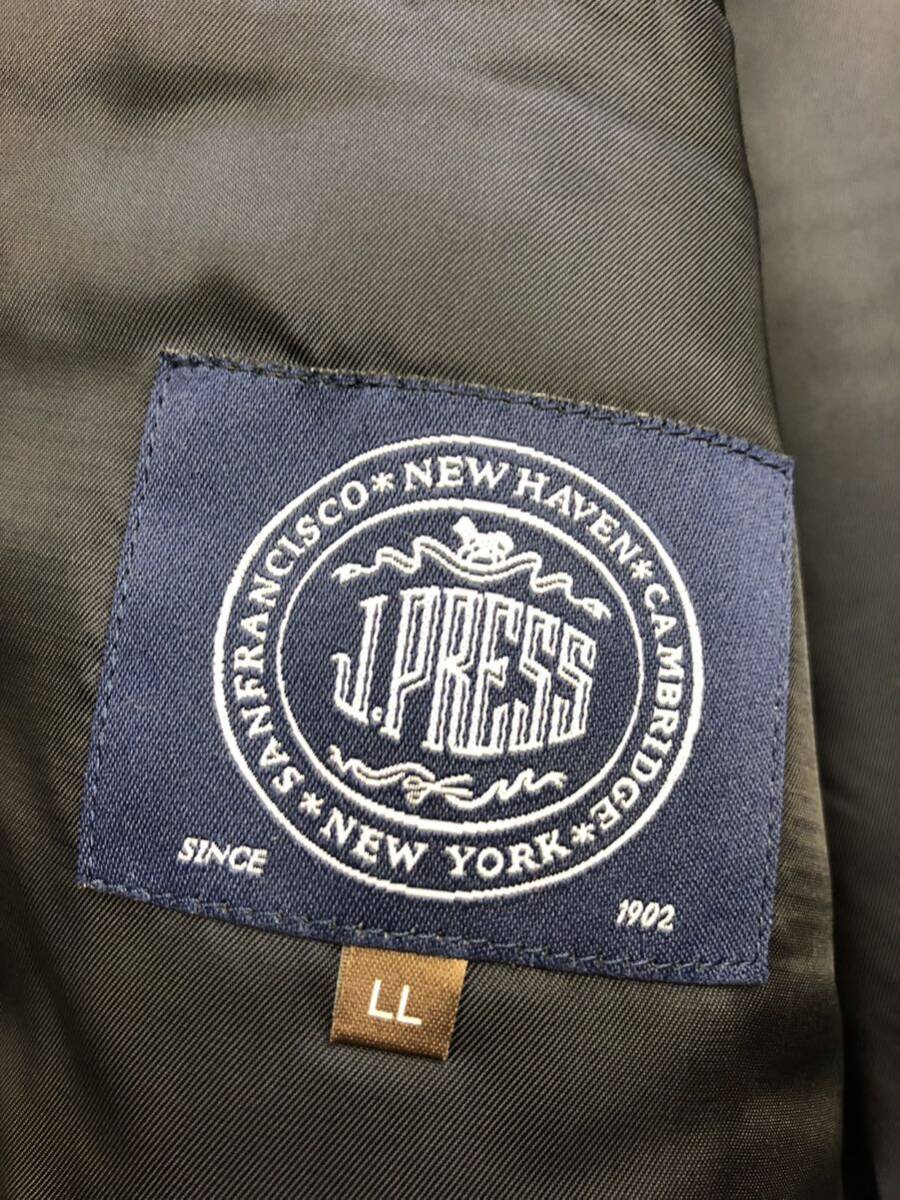 SANFRANCISCO*NEW HAVEN*CAMBRIDGE*NEW YORK*
J.PRESS
SINCE 1902
LL